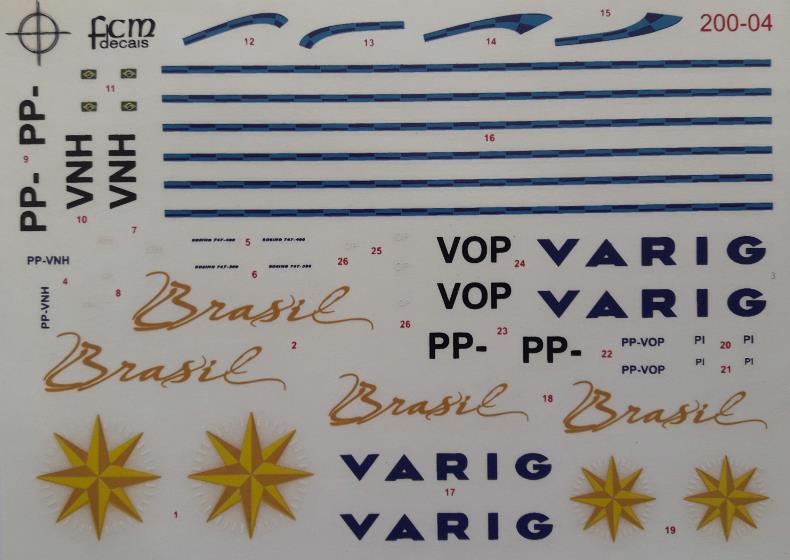 fcm
decals
200-04
12
13
14
15
11
16
PP- PP-
9
VNH
VNH
10
7
PP-VNH
4
PP-VNH
8
BOEING 747-400
BOEING 747-400
5
BOEING 747-300
BOEING 747-300
6
25
26
26
VOP
24
VARIG
VOP
VARIG
3
Brasil
2
Brasil
PP-
23
PP-
22
PP-VOP
PI
20
PI
PP-VOP
PI
21
PI
Brasil
18
Brasil
VARIG
17
VARIG
1
19